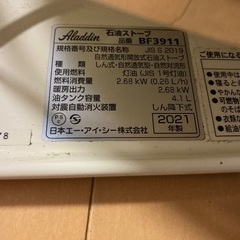 Aladdin 石油ストーブ
品番 BF3911
規格番号及び規格名称 JIS S 2019
自然通気形開放式石油ストーブ
種類 しん式・自然通気形・自然対流形
使用燃料 灯油 (JIS 1号灯油)
燃料消費量 2.68 kW (0.26 L/h)
暖房出力 2.68 kW
油タンク容量 4.1 L
対震自動消火装置 しん降下式
PSC
2021
年製
日本エー・アイ・シー株式会社
ご使用に